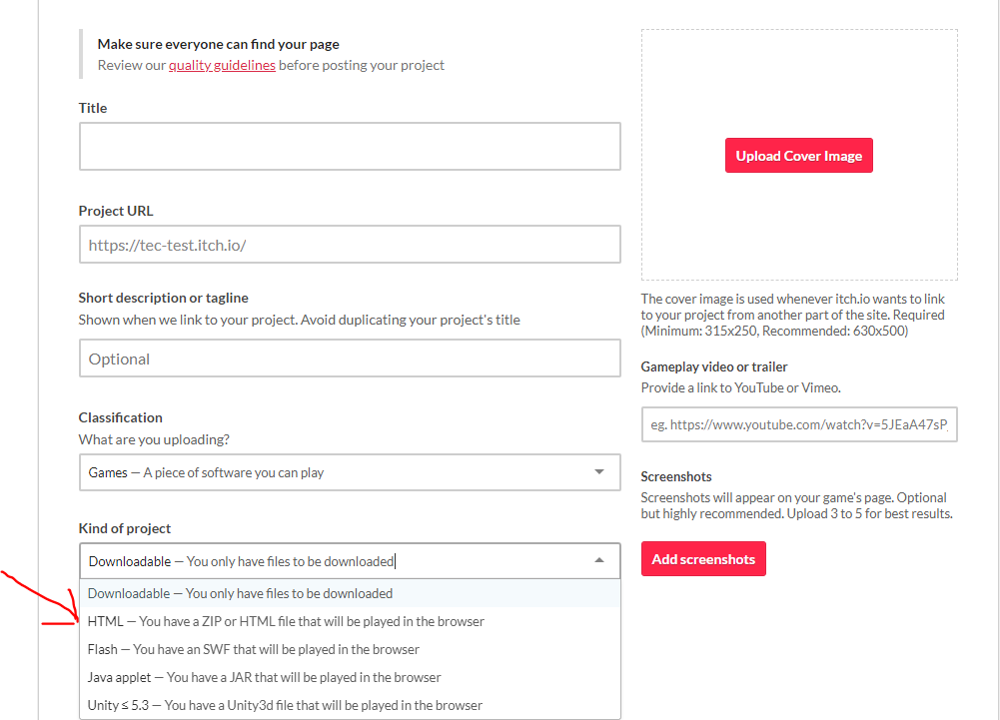 Make sure everyone can find your page
Review our quality guidelines before posting your project
Title
Project URL
https://tec-test.itch.io/
Short description or tagline
Shown when we link to your project. Avoid duplicating your project's title
Optional
Classification
What are you uploading?
Games — A piece of software you can play
Kind of project
Downloadable — You only have files to be downloaded
Downloadable — You only have files to be downloaded
HTML — You have a ZIP or HTML file that will be played in the browser
Flash — You have an SWF that will be played in the browser
Java applet — You have a JAR that will be played in the browser
Unity ≤ 5.3 — You have a Unity3d file that will be played in the browser
Upload Cover Image
The cover image is used whenever itch.io wants to link
to your project from another part of the site. Required
(Minimum: 315x250, Recommended: 630x500)
Gameplay video or trailer
Provide a link to YouTube or Vimeo.
eg. https://www.youtube.com/watch?v=5JEaA47sP
Screenshots
Screenshots will appear on your game's page. Optional
but highly recommended. Upload 3 to 5 for best results.
Add screenshots